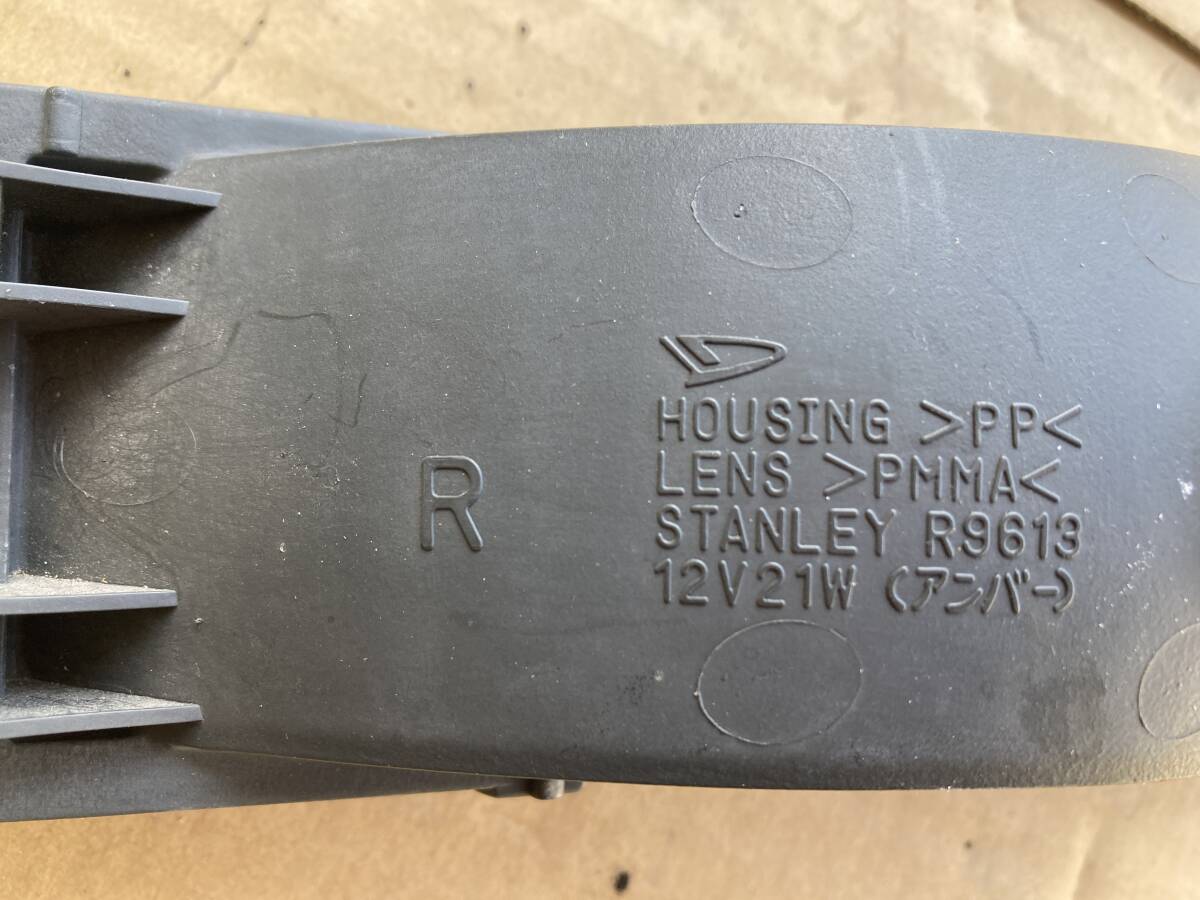 R
HOUSING >PP<
LENS >PMMA<
STANLEY R9613
12V21W (アンバー)